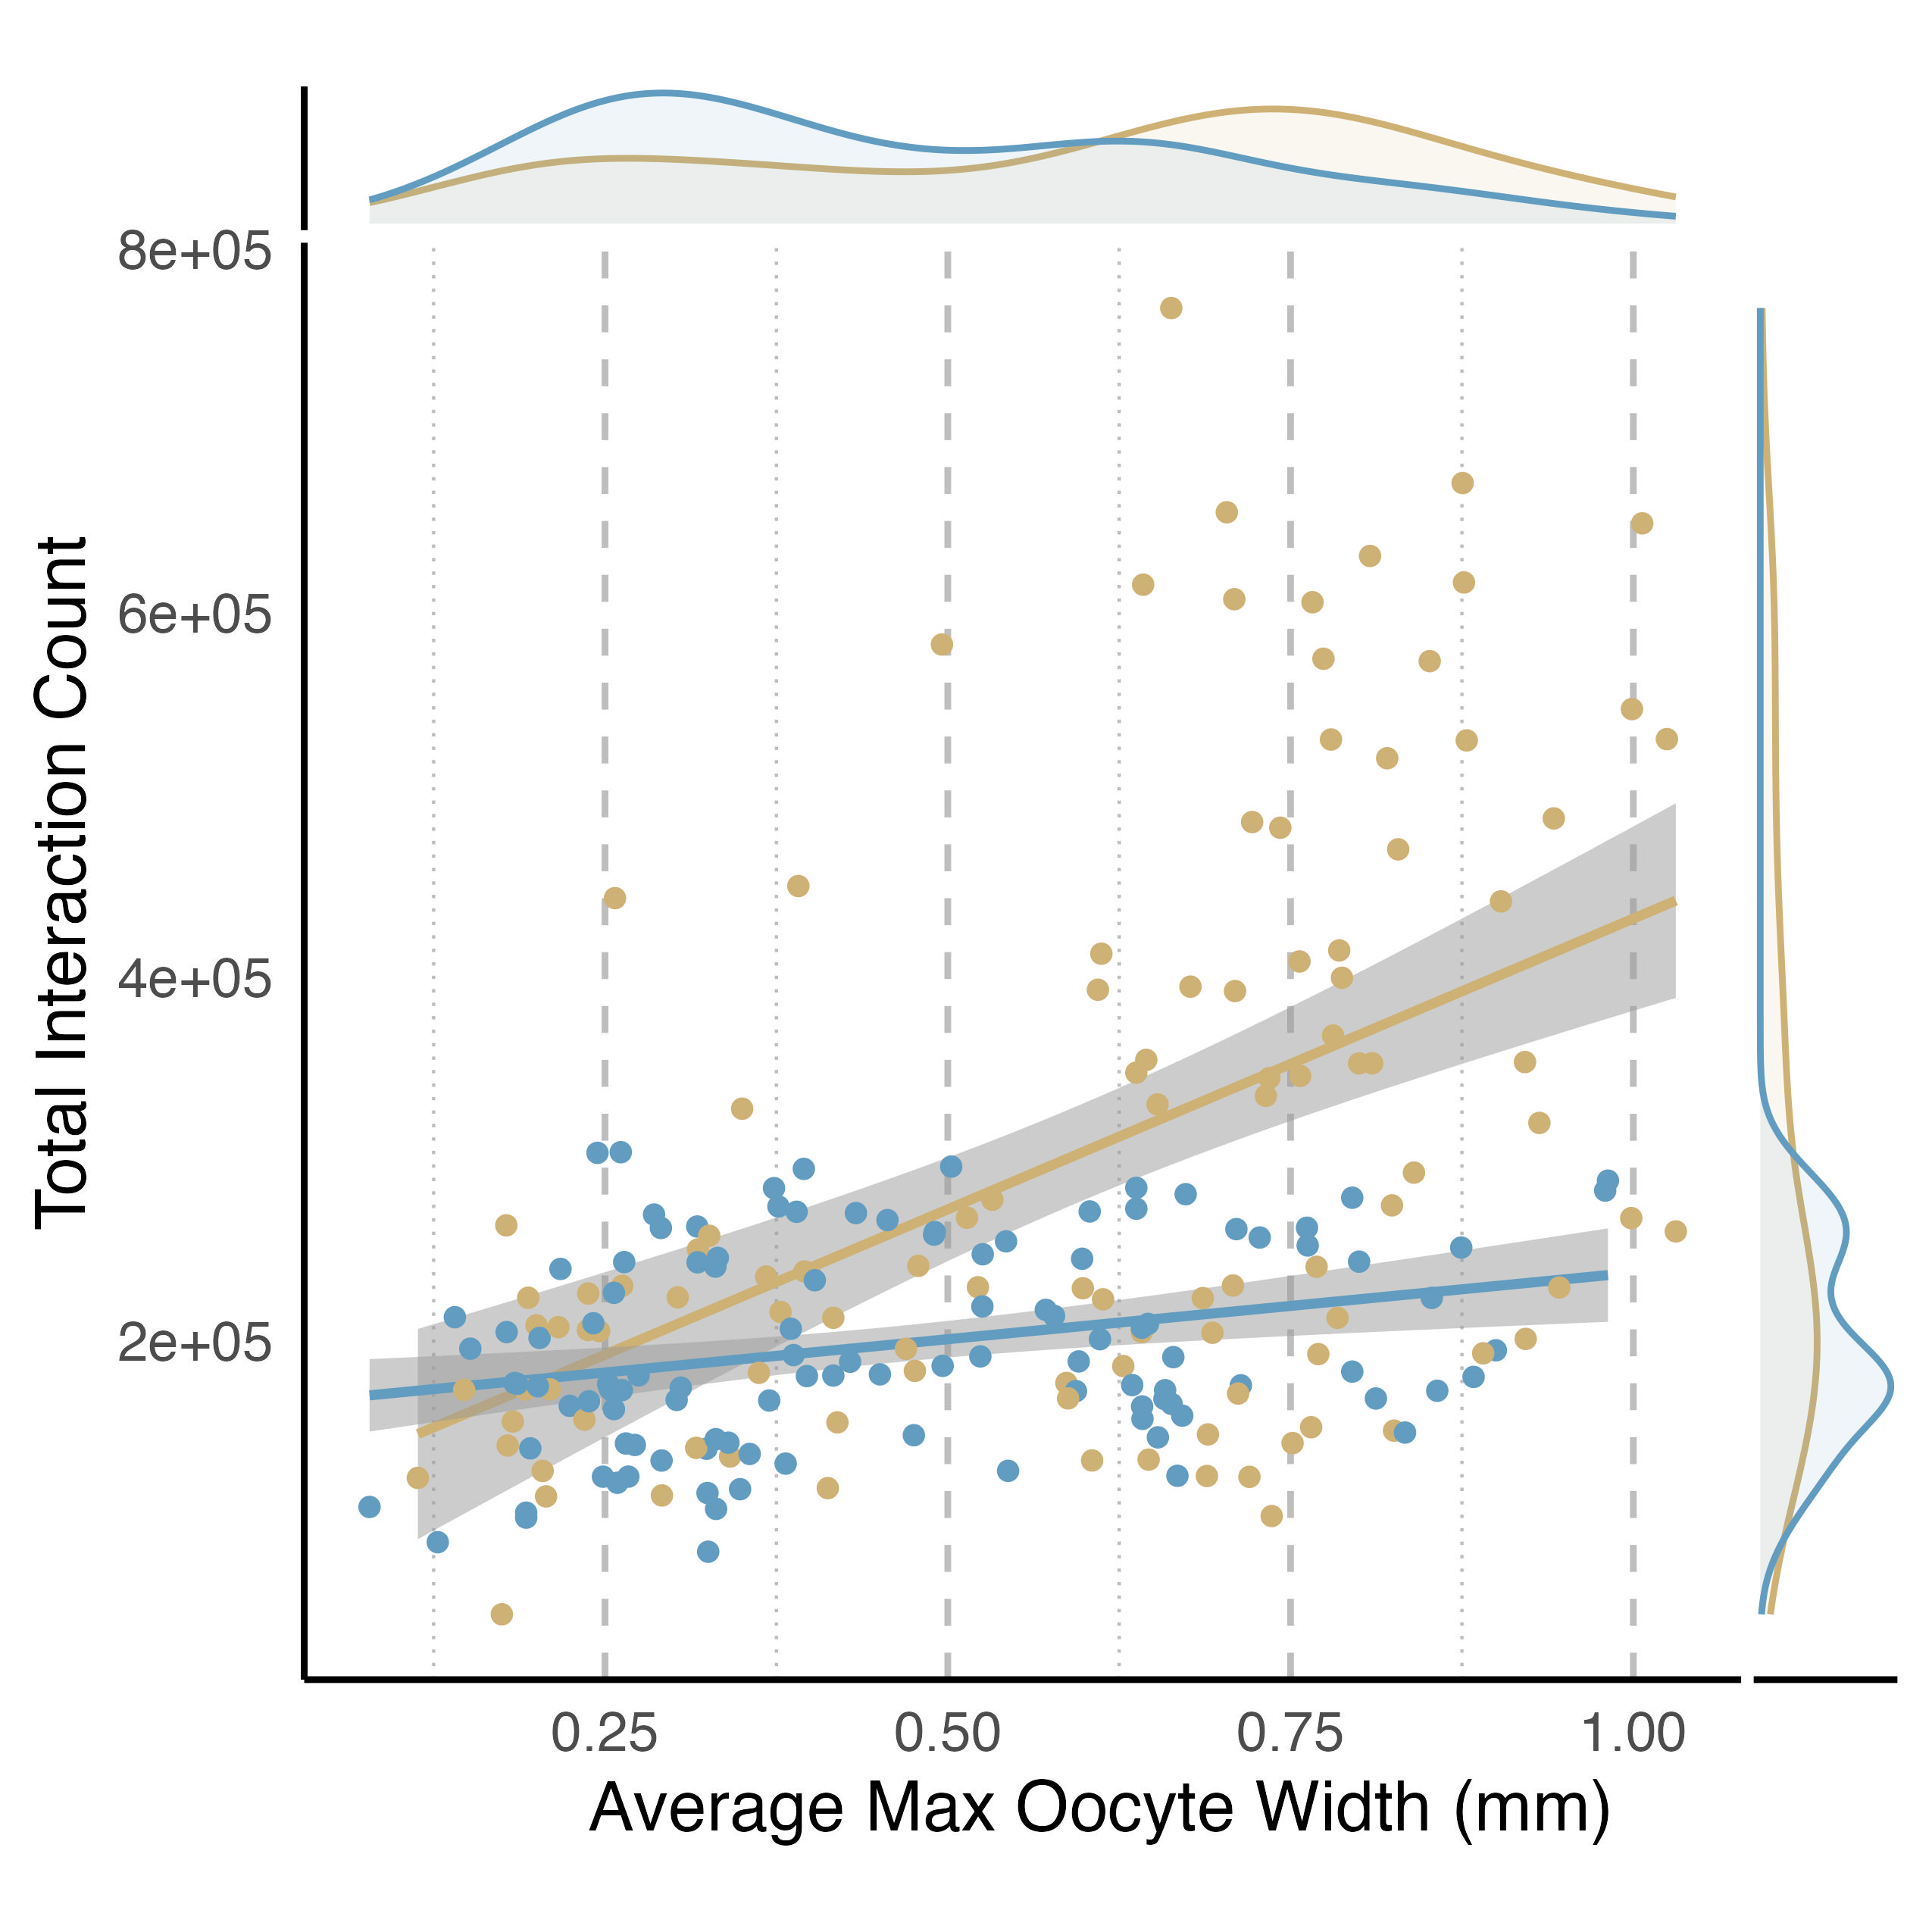 8e+05
6e+05
4e+05
2e+05
Total Interaction Count
0.25 0.50 0.75 1.00
Average Max Oocyte Width (mm)